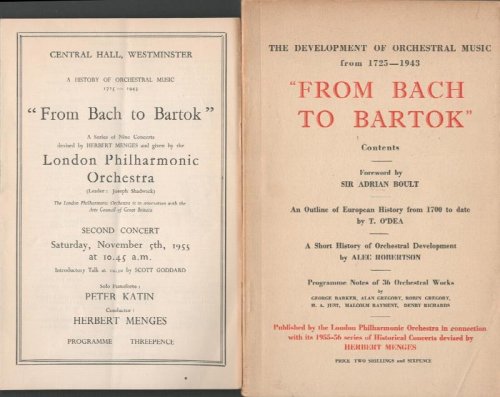 CENTRAL HALL, WESTMINSTER
A HISTORY OF ORCHESTRAL MUSIC
1725 — 1943
"From Bach to Bartok"
A Series of Nine Concerts
devised by HERBERT MENGES and given by the
London Philharmonic
Orchestra
(Leader: Joseph Shadwick)
The London Philharmonic Orchestra is in association with the
Arts Council of Great Britain
SECOND CONCERT
Saturday, November 5th, 1955
at 10.45 a.m.
Introductory Talk at 10.30 by SCOTT GODDARD
Solo Pianoforte:
PETER KATIN
Conductor:
HERBERT MENGES
PROGRAMME THREEPENCE
THE DEVELOPMENT OF ORCHESTRAL MUSIC
from 1725—1943
"FROM BACH
TO BARTOK"
Contents
Foreword by
SIR ADRIAN BOULT
An Outline of European History from 1700 to date
by T. O'DEA
A Short History of Orchestral Development
by ALEC ROBERTSON
Programme Notes of 36 Orchestral Works
by
GEORGE BARKER, ALAN GREGORY, ROBIN GREGORY,
H. A. JUST, MALCOLM RAYMENT, DENBY RICHARDS
Published by the London Philharmonic Orchestra in connection
with its 1955-56 series of Historical Concerts devised by
HERBERT MENGES
PRICE TWO SHILLINGS and SIXPENCE